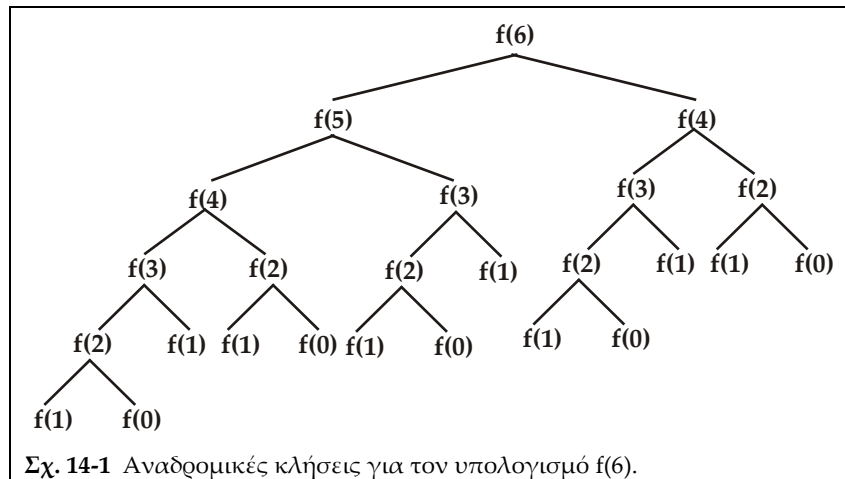 f(6)
f(5) f(4)
f(4) f(3) f(3) f(2)
f(3) f(2) f(2) f(1) f(2) f(1) f(1) f(0)
f(2) f(1) f(1) f(0) f(1) f(0) f(1) f(0)
f(1) f(0)
Σχ. 14-1 Αναδρομικές κλήσεις για τον υπολογισμό f(6).